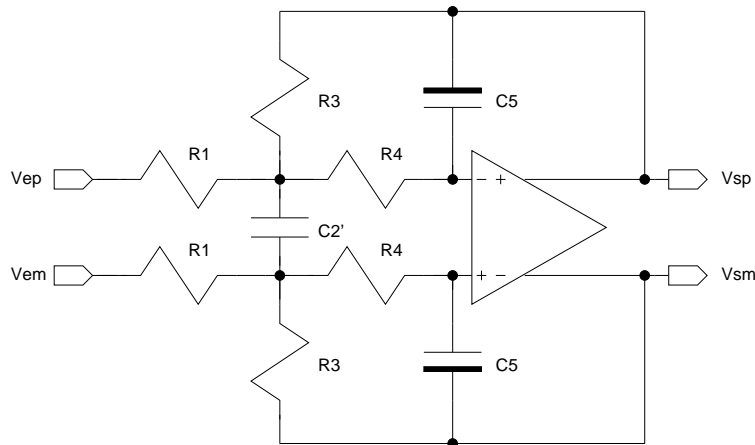 R3
C5
R1
R4
Vep
- +
Vsp
C2'
R1
R4
Vem
+ -
Vsm
R3
C5